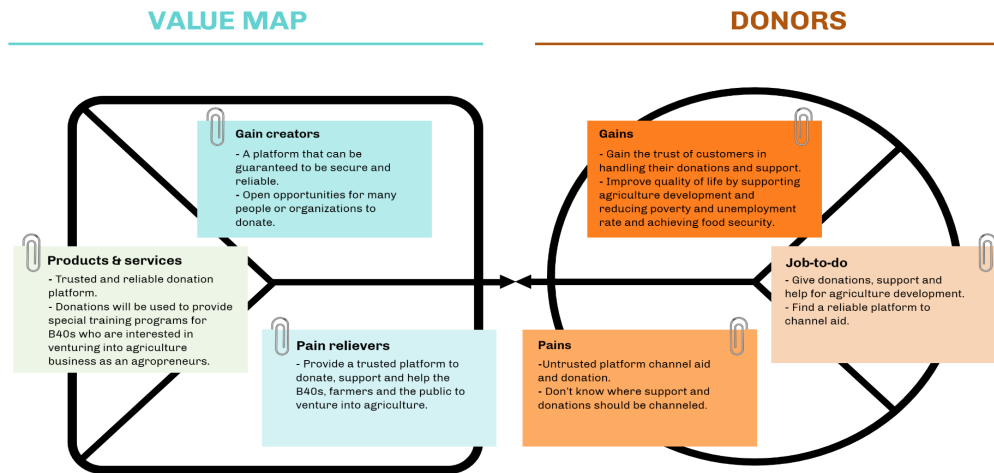 VALUE MAP
DONORS
Gain creators
- A platform that can be
guaranteed to be secure and
reliable.
- Open opportunities for many
people or organizations to
donate.
Products & services
- Trusted and reliable donation
platform.
- Donations will be used to provide
special training programs for
B40s who are interested in
venturing into agriculture
business as an agropreneurs.
Pain relievers
- Provide a trusted platform to
donate, support and help the
B40s, farmers and the public to
venture into agriculture.
Gains
- Gain the trust of customers in
handling their donations and support.
- Improve quality of life by supporting
agriculture development and
reducing poverty and unemployment
rate and achieving food security.
Job-to-do
- Give donations, support and
help for agriculture development.
- Find a reliable platform to
channel aid.
Pains
-Untrusted platform channel aid
and donation.
- Don't know where support and
donations should be channeled.